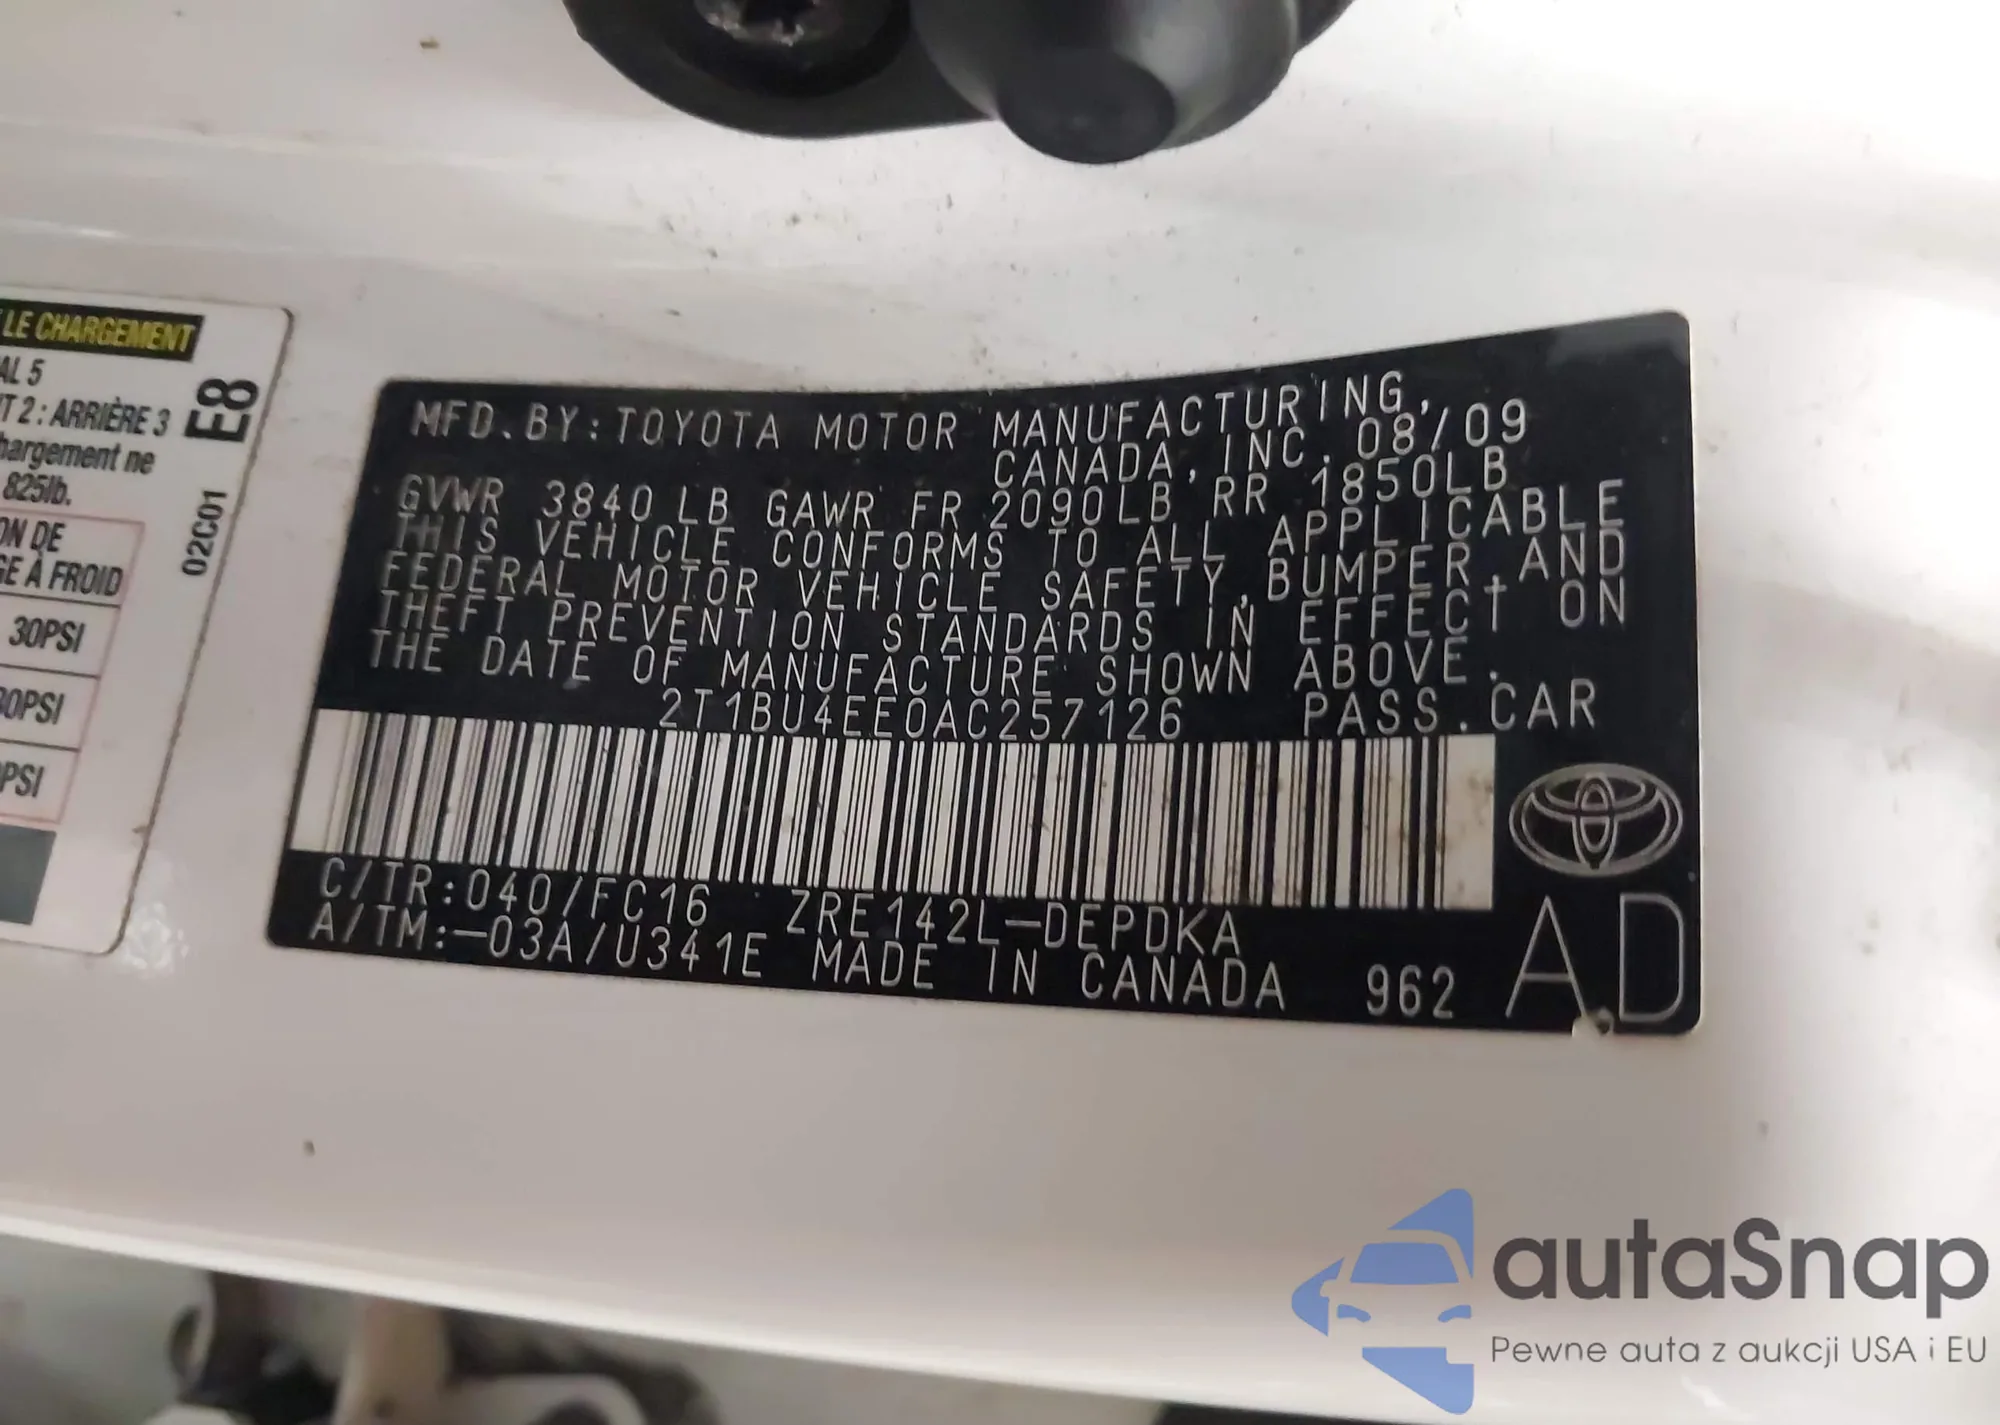 LE CHARGEMENT
AL 5
T 2 : ARRIÈRE 3
hargement ne
825lb.
ON DE
GE À FROID
30PSI
30PSI
0PSI
E8
02C01
MFD. BY: TOYOTA MOTOR MANUFACTURING,
CANADA, INC. 08/09
GVWR 3840 LB GAWR FR 2090LB RR 1850LB
THIS VEHICLE CONFORMS TO ALL APPLICABLE
FEDERAL MOTOR VEHICLE SAFETY, BUMPER, AND
THEFT PREVENTION STANDARDS IN EFFECT ON
THE DATE OF MANUFACTURE SHOWN ABOVE.
2T1BU4EE0AC257126 PASS. CAR
C/TR:040/FC16 ZRE142L-DEPDKA
A/TM:-03A/U341E MADE IN CANADA 962 AD
autaSnap
Pewne auta z aukcji USA i EU